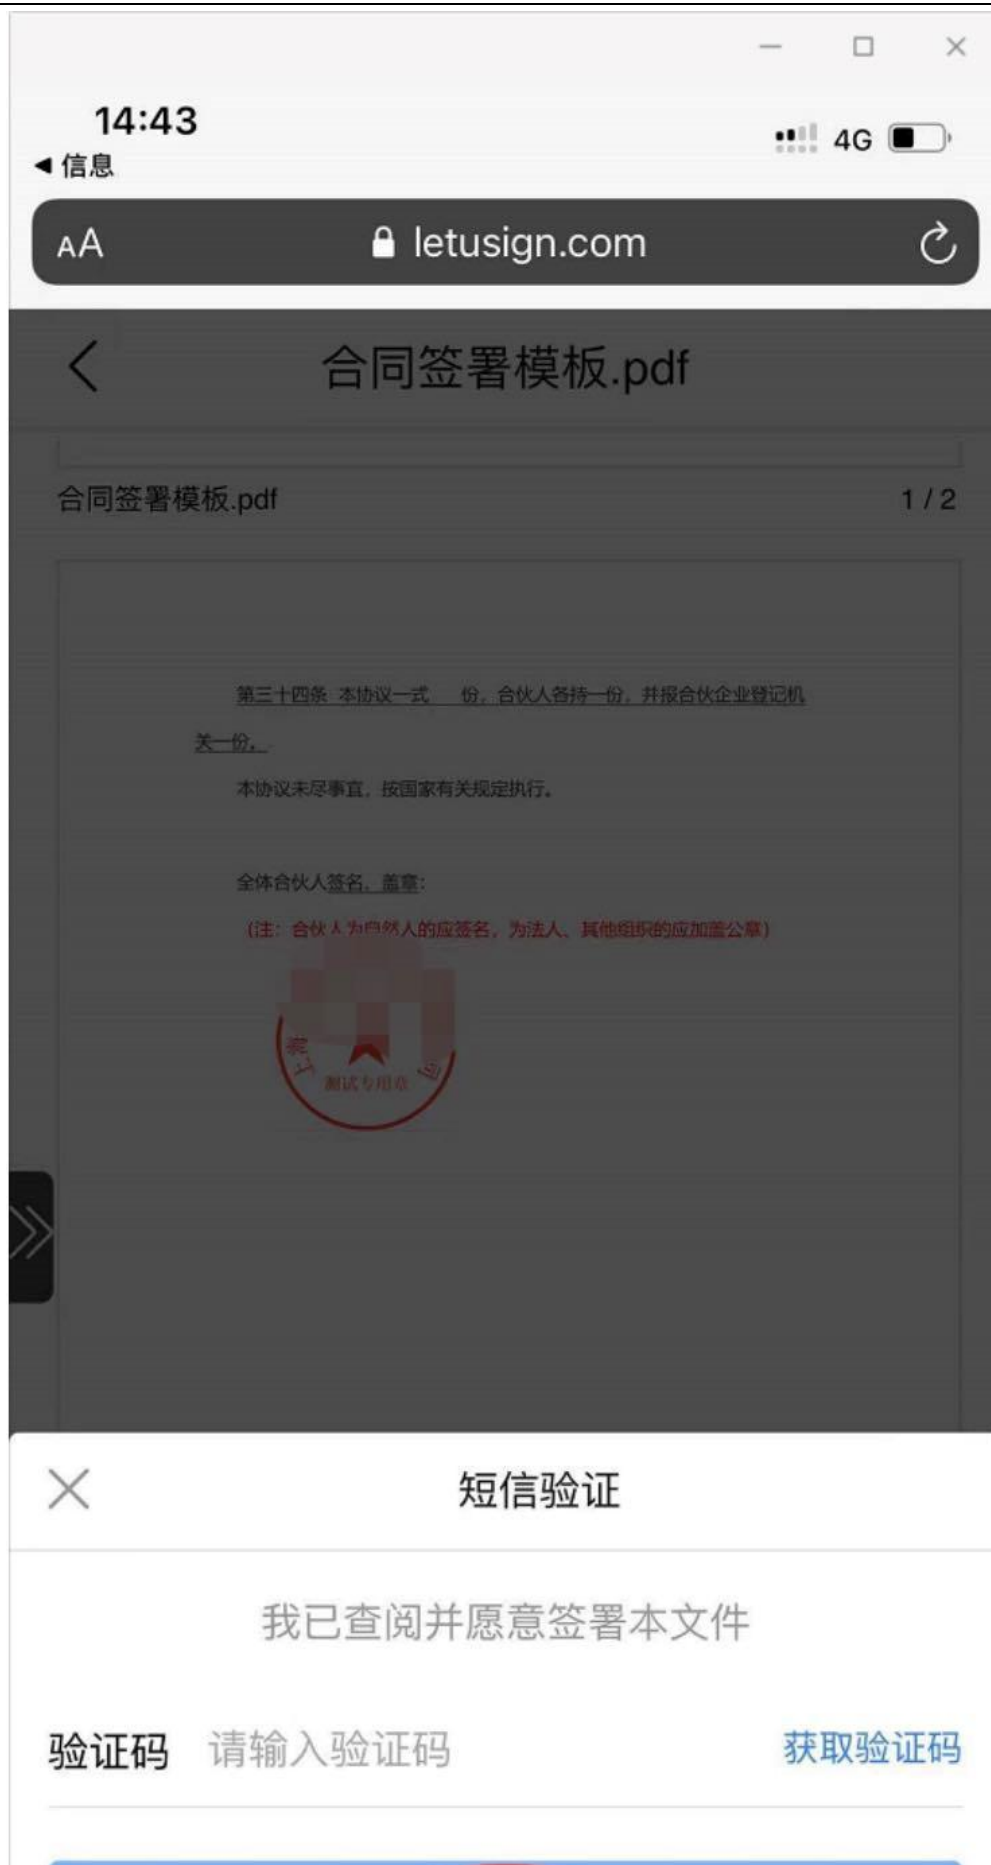 14:43
4G
信息
AA
letusign.com
合同签署模板.pdf
合同签署模板.pdf
1 / 2
第三十四条 本协议一式 份，合伙人各持一份，并报合伙企业登记机
关一份。
本协议未尽事宜，按国家有关规定执行。
全体合伙人签名、盖章：
（注：合伙人为自然人的应签名，为法人、其他组织的应加盖公章）
上海
司
测试专用章
短信验证
我已查阅并愿意签署本文件
验证码
请输入验证码
获取验证码